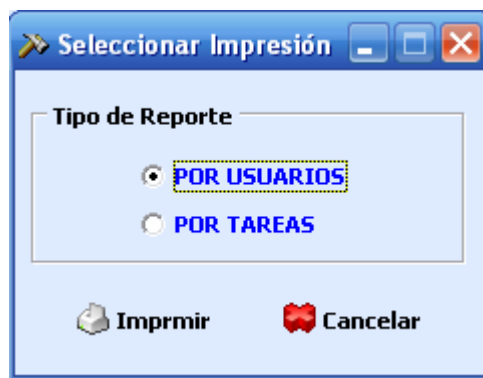 Seleccionar Impresión
Tipo de Reporte
POR USUARIOS
POR TAREAS
Imprmir Cancelar